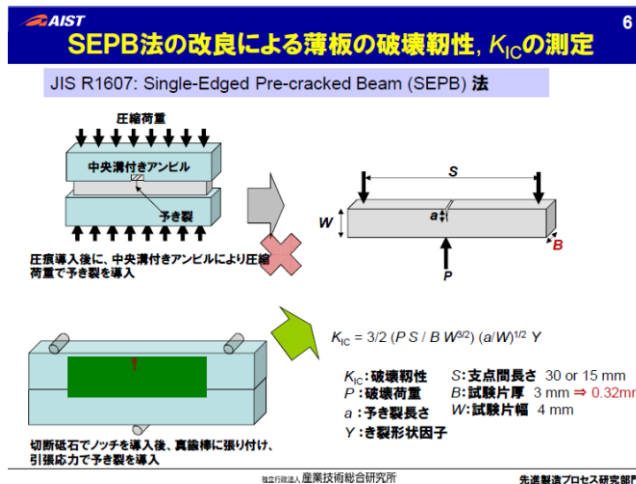 AIST
6
SEPB法の改良による薄板の破壊靭性, KICの測定
JIS R1607: Single-Edged Pre-cracked Beam (SEPB) 法
圧縮荷重
中央溝付きアンビル
予き裂
圧痕導入後に、中央溝付きアンビルにより圧縮
荷重で予き裂を導入
S
a
W
B
P
切断砥石でノッチを導入後、真鍮棒に張り付け、
引張応力で予き裂を導入
KIC = 3/2 (P S / B W3/2) (a/W)1/2 Y
KIC:破壊靭性 S:支点間長さ 30 or 15 mm
P:破壊荷重 B:試験片厚 3 mm ⇒ 0.32mm
a:予き裂長さ W:試験片幅 4 mm
Y:き裂形状因子
独立行政法人 産業技術総合研究所
先進製造プロセス研究部門